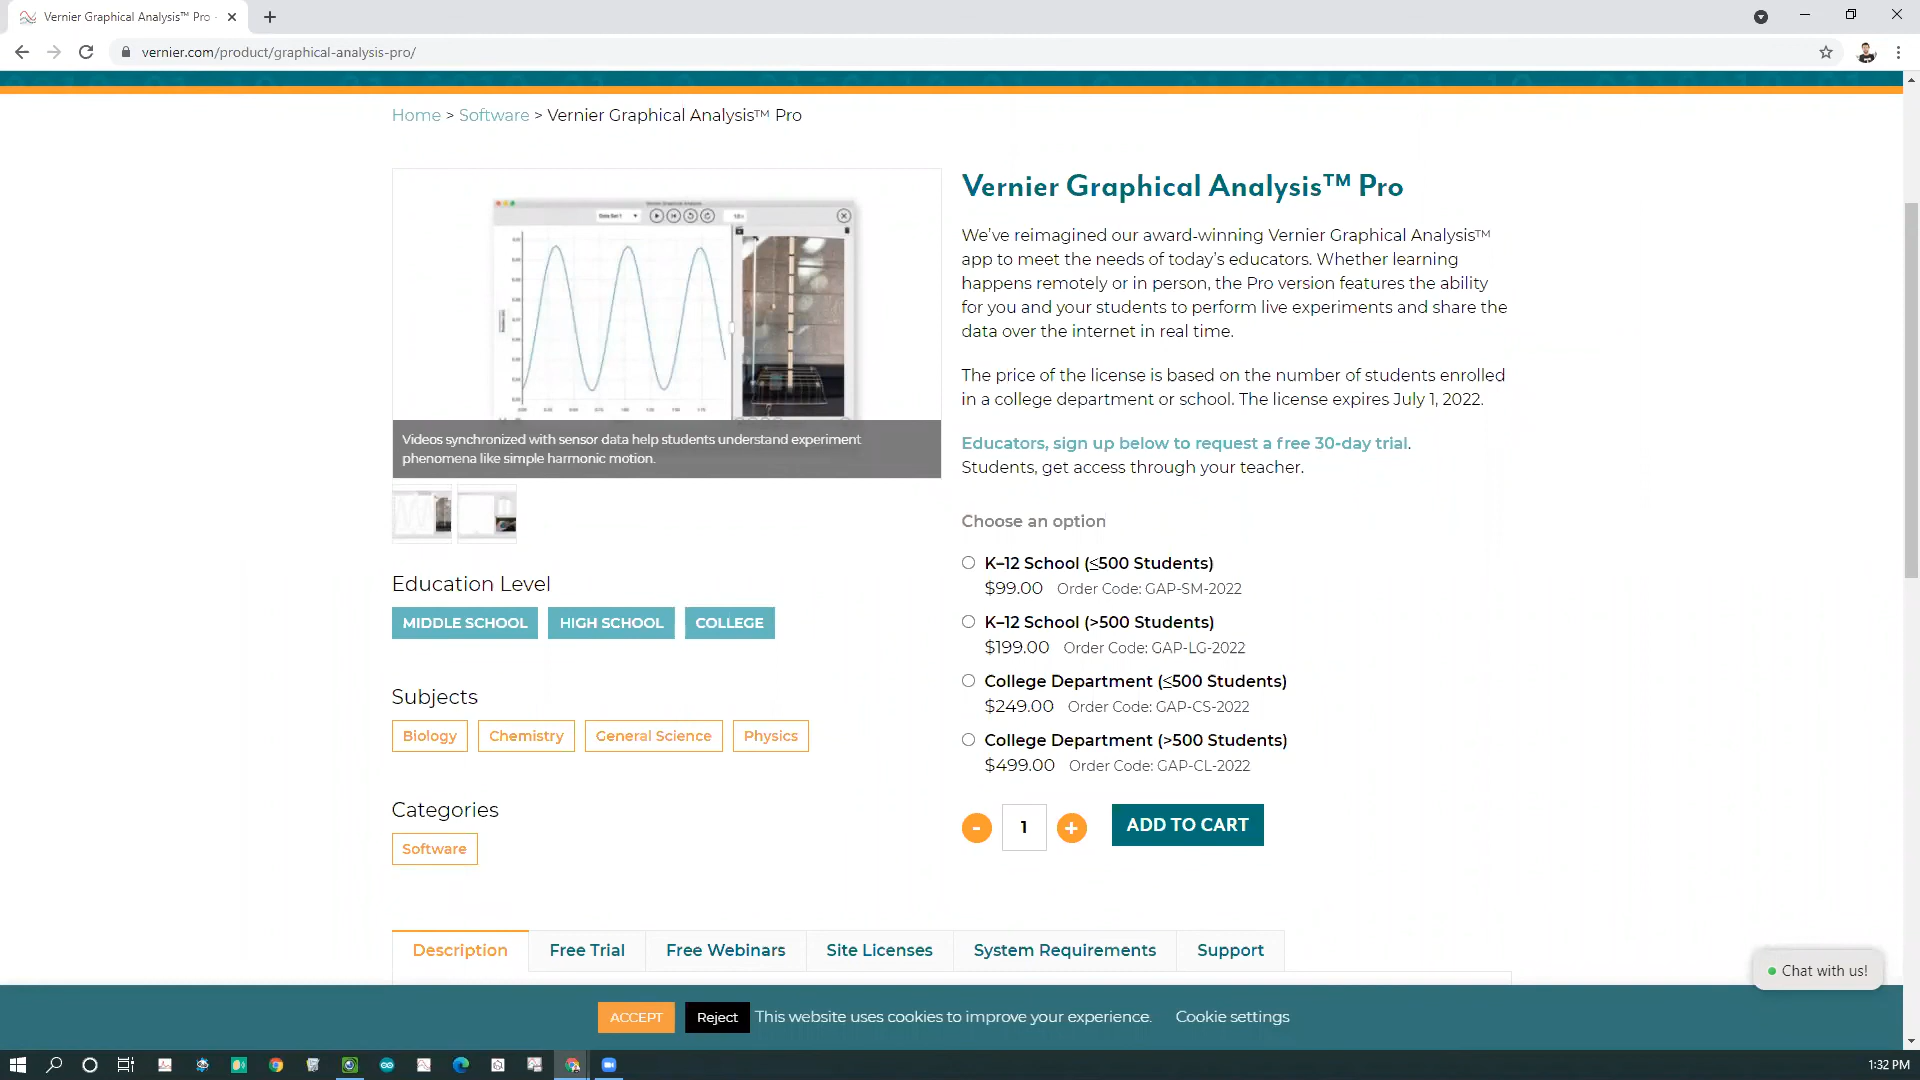 Vernier Graphical Analysis™ Pro -
vernier.com/product/graphical-analysis-pro/
Home > Software > Vernier Graphical Analysis™ Pro
Videos synchronized with sensor data help students understand experiment
phenomena like simple harmonic motion.
Education Level
MIDDLE SCHOOL HIGH SCHOOL COLLEGE
Subjects
Biology Chemistry General Science Physics
Categories
Software
Vernier Graphical Analysis™ Pro
We've reimagined our award-winning Vernier Graphical Analysis™
app to meet the needs of today's educators. Whether learning
happens remotely or in person, the Pro version features the ability
for you and your students to perform live experiments and share the
data over the internet in real time.
The price of the license is based on the number of students enrolled
in a college department or school. The license expires July 1, 2022.
Educators, sign up below to request a free 30-day trial.
Students, get access through your teacher.
Choose an option
K–12 School (≤500 Students)
$99.00 Order Code: GAP-SM-2022
K–12 School (>500 Students)
$199.00 Order Code: GAP-LG-2022
College Department (≤500 Students)
$249.00 Order Code: GAP-CS-2022
College Department (>500 Students)
$499.00 Order Code: GAP-CL-2022
- 1 + ADD TO CART
Description Free Trial Free Webinars Site Licenses System Requirements Support
Chat with us!
ACCEPT Reject This website uses cookies to improve your experience. Cookie settings
1:32 PM